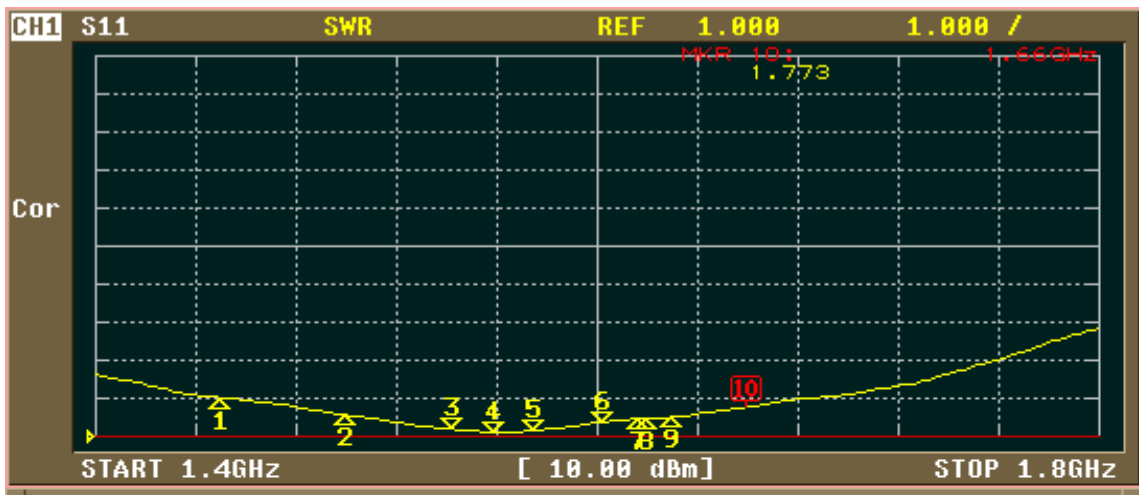 CH1 S11 SWR REF 1.000 1.000 /
MKR 10: 1.66GHz
1.773
Cor
10
3 4 5 6
1 2 7 8 9
START 1.4GHz [ 10.00 dBm] STOP 1.8GHz